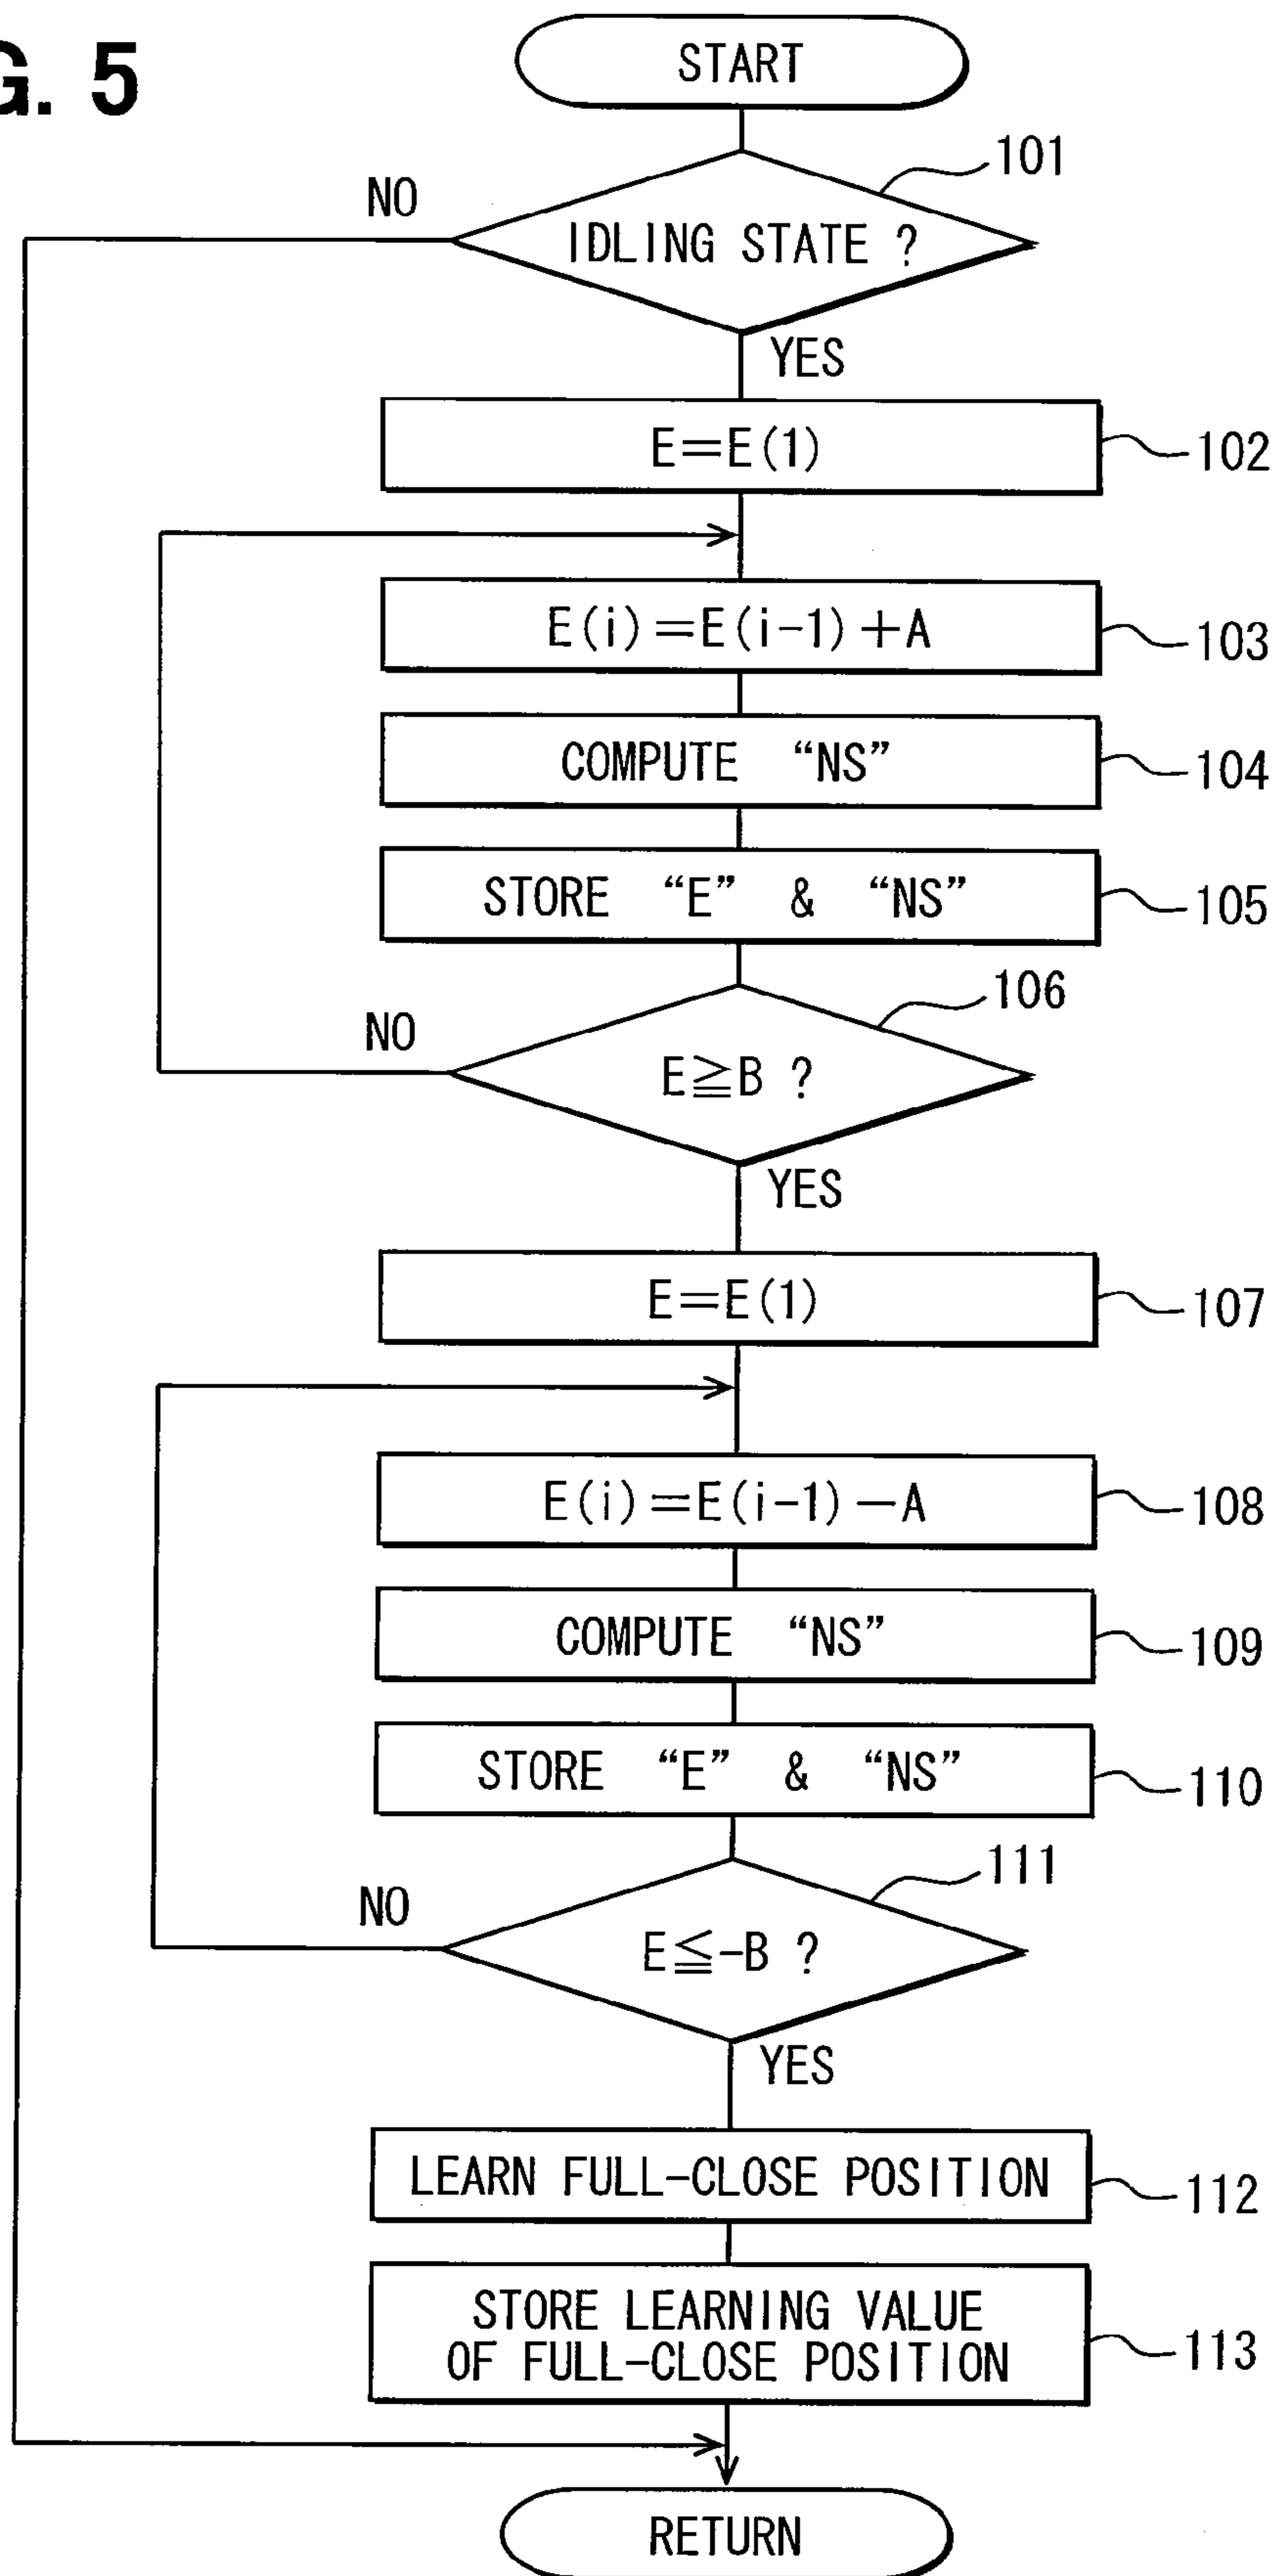 G. 5
START
101
NO
IDLING STATE ?
YES
E=E(1)
102
E(i)=E(i-1)+A
103
COMPUTE “NS”
104
STORE “E” & “NS”
105
106
NO
E≧B ?
YES
E=E(1)
107
E(i)=E(i-1)−A
108
COMPUTE “NS”
109
STORE “E” & “NS”
110
111
NO
E≦-B ?
YES
LEARN FULL-CLOSE POSITION
112
STORE LEARNING VALUE
OF FULL-CLOSE POSITION
113
RETURN